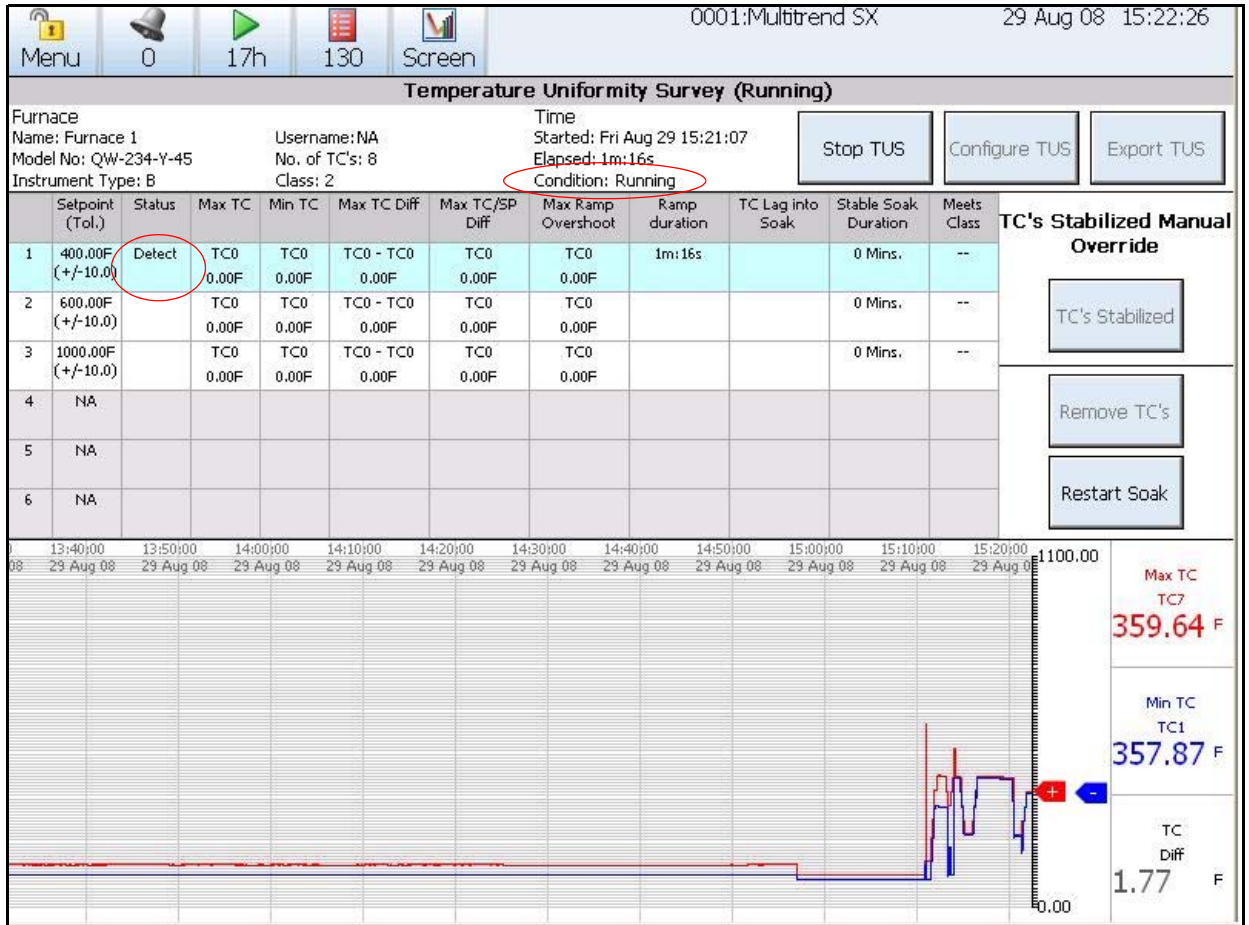 0001:Multitrend SX 29 Aug 08 15:22:26
Menu 0 17h 130 Screen
Temperature Uniformity Survey (Running)
Furnace
Name: Furnace 1
Model No: QW-234-Y-45
Instrument Type: B
Username:NA
No. of TC's: 8
Class: 2
Time
Started: Fri Aug 29 15:21:07
Elapsed: 1m:16s
Condition: Running
Stop TUS
Configure TUS
Export TUS
Setpoint (Tol.) Status Max TC Min TC Max TC Diff Max TC/SP Diff Max Ramp Overshoot Ramp duration TC Lag into Soak Stable Soak Duration Meets Class
1 400.00F Detect TC0 TC0 TC0 - TC0 TC0 TC0 1m:16s 0 Mins. --
(+/-10.0) 0.00F 0.00F 0.00F 0.00F 0.00F
2 600.00F TC0 TC0 TC0 - TC0 TC0 TC0 0 Mins. --
(+/-10.0) 0.00F 0.00F 0.00F 0.00F 0.00F
3 1000.00F TC0 TC0 TC0 - TC0 TC0 TC0 0 Mins. --
(+/-10.0) 0.00F 0.00F 0.00F 0.00F 0.00F
4 NA
5 NA
6 NA
TC's Stabilized Manual
Override
TC's Stabilized
Remove TC's
Restart Soak
13:40:00 13:50:00 14:00:00 14:10:00 14:20:00 14:30:00 14:40:00 14:50:00 15:00:00 15:10:00 15:20:00
08 29 Aug 08 29 Aug 08 29 Aug 08 29 Aug 08 29 Aug 08 29 Aug 08 29 Aug 08 29 Aug 08 29 Aug 08 29 Aug 08 29 Aug 0
1100.00
0.00
Max TC
TC7
359.64 F
Min TC
TC1
357.87 F
TC
Diff
1.77 F
+
-